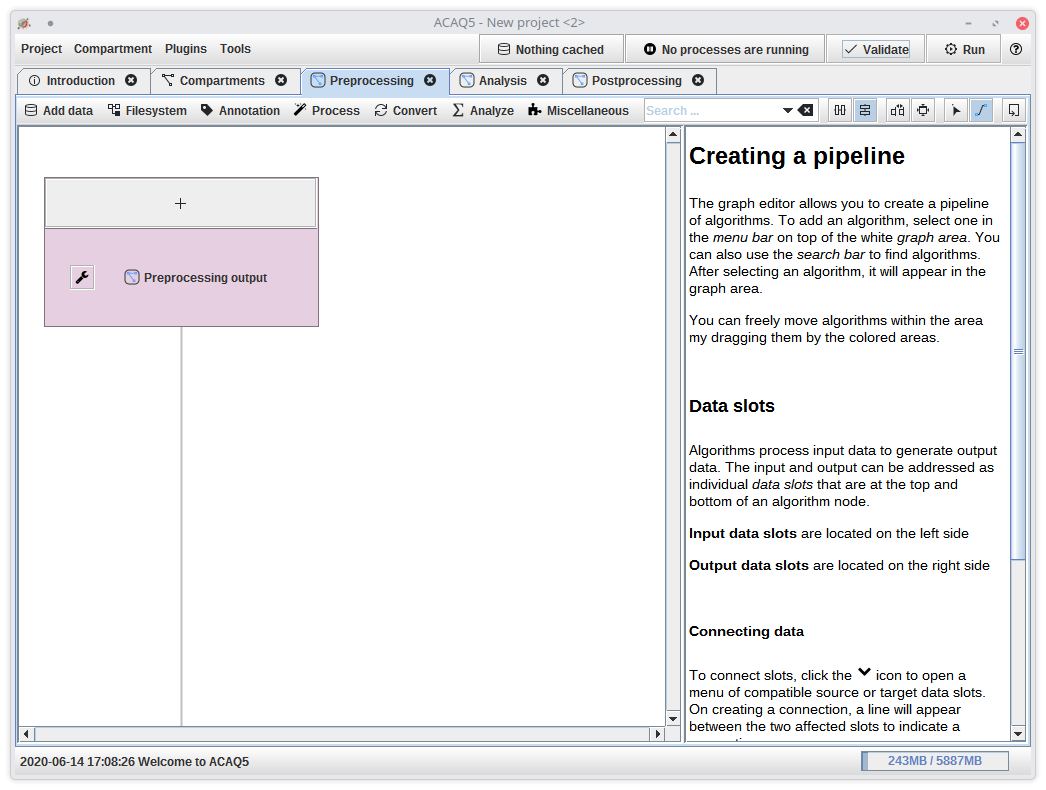 ACAQ5 - New project <2>
Project Compartment Plugins Tools Nothing cached No processes are running Validate Run
Introduction Compartments Preprocessing Analysis Postprocessing
Add data Filesystem Annotation Process Convert Analyze Miscellaneous Search ...
Preprocessing output
Creating a pipeline
The graph editor allows you to create a pipeline
of algorithms. To add an algorithm, select one in
the menu bar on top of the white graph area. You
can also use the search bar to find algorithms.
After selecting an algorithm, it will appear in the
graph area.
You can freely move algorithms within the area
my dragging them by the colored areas.
Data slots
Algorithms process input data to generate output
data. The input and output can be addressed as
individual data slots that are at the top and
bottom of an algorithm node.
Input data slots are located on the left side
Output data slots are located on the right side
Connecting data
To connect slots, click the icon to open a
menu of compatible source or target data slots.
On creating a connection, a line will appear
between the two affected slots to indicate a
2020-06-14 17:08:26 Welcome to ACAQ5
243MB / 5887MB